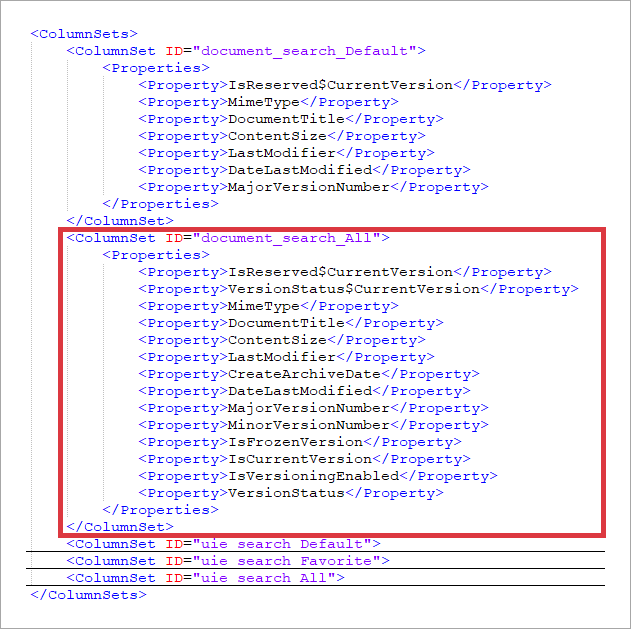 <ColumnSets>
<ColumnSet ID="document_search_Default">
<Properties>
<Property>IsReserved$CurrentVersion</Property>
<Property>MimeType</Property>
<Property>DocumentTitle</Property>
<Property>ContentSize</Property>
<Property>LastModifier</Property>
<Property>DateLastModified</Property>
<Property>MajorVersionNumber</Property>
</Properties>
</ColumnSet>
<ColumnSet ID="document_search_All">
<Properties>
<Property>IsReserved$CurrentVersion</Property>
<Property>VersionStatus$CurrentVersion</Property>
<Property>MimeType</Property>
<Property>DocumentTitle</Property>
<Property>ContentSize</Property>
<Property>LastModifier</Property>
<Property>CreateArchiveDate</Property>
<Property>DateLastModified</Property>
<Property>MajorVersionNumber</Property>
<Property>MinorVersionNumber</Property>
<Property>IsFrozenVersion</Property>
<Property>IsCurrentVersion</Property>
<Property>IsVersioningEnabled</Property>
<Property>VersionStatus</Property>
</Properties>
</ColumnSet>
<ColumnSet ID="uie search Default">
<ColumnSet ID="uie search Favorite">
<ColumnSet ID="uie search All">
</ColumnSets>